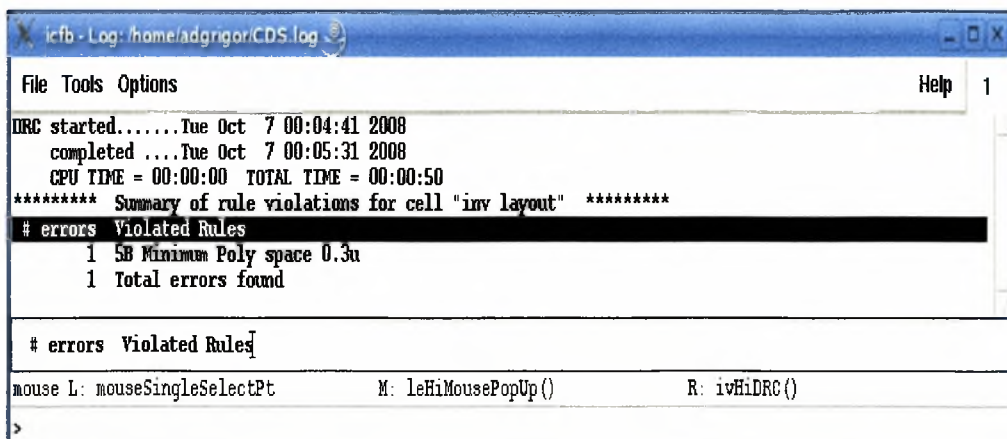 icfb - Log: /home/adgrigor/CDS.log
File Tools Options Help 1
DRC started.......Tue Oct 7 00:04:41 2008
completed ....Tue Oct 7 00:05:31 2008
CPU TIME = 00:00:00 TOTAL TIME = 00:00:50
********* Summary of rule violations for cell "inv layout" *********
# errors Violated Rules
1 5B Minimum Poly space 0.3u
1 Total errors found
# errors Violated Rules
mouse L: mouseSingleSelectPt M: leHiMousePopUp() R: ivHiDRC()
>